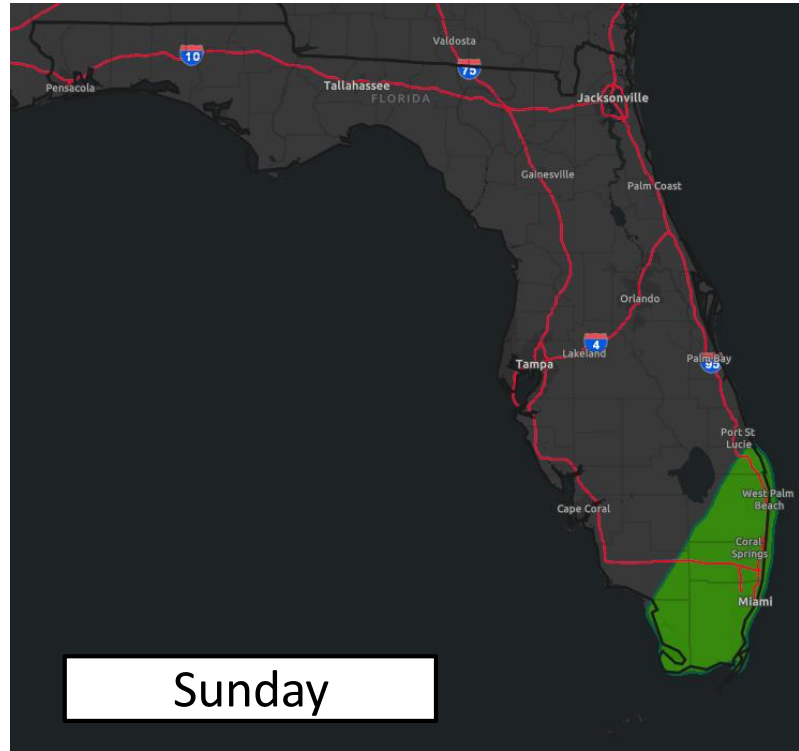 Valdosta
10
75
Pensacola
Tallahassee
FLORIDA
Jacksonville
Gainesville
Palm Coast
Orlando
4
Lakeland
Tampa
Palm Bay
95
Port St
Lucie
West Palm
Beach
Cape Coral
Coral
Springs
Miami
Sunday